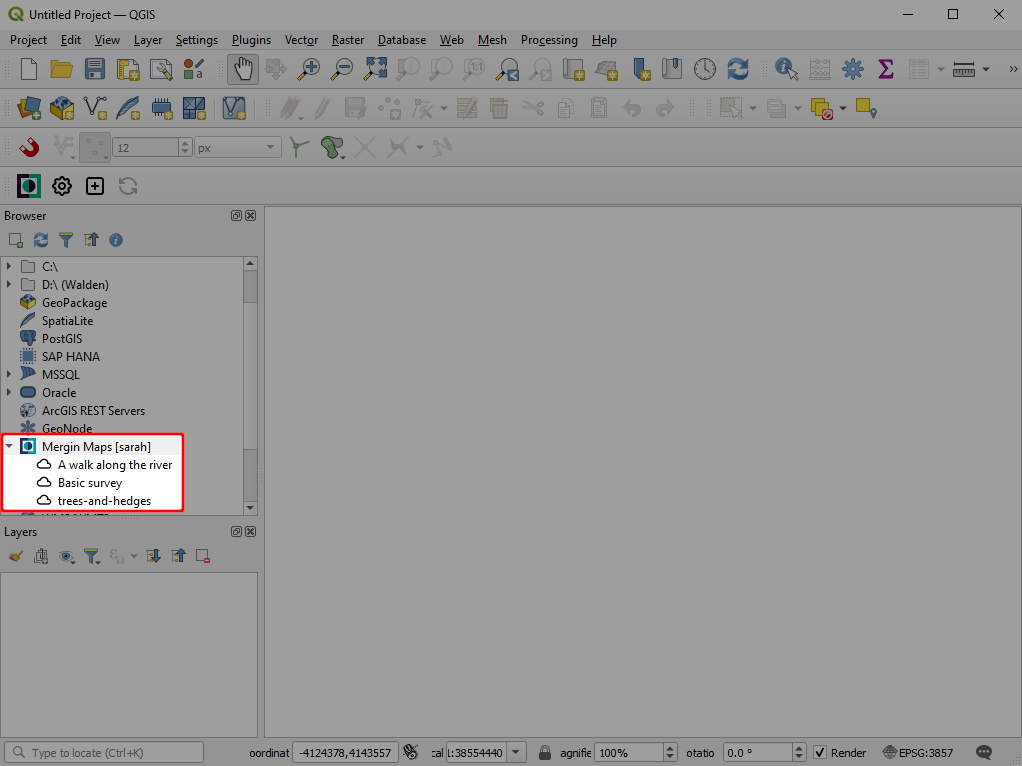 Untitled Project — QGIS
Project Edit View Layer Settings Plugins Vector Raster Database Web Mesh Processing Help
12 px
Browser
C:\
D:\ (Walden)
GeoPackage
SpatiaLite
PostGIS
SAP HANA
MSSQL
Oracle
ArcGIS REST Servers
GeoNode
Mergin Maps [sarah]
A walk along the river
Basic survey
trees-and-hedges
Layers
Type to locate (Ctrl+K) oordinat -4124378,4143557 cal 1:38554440 agnifie 100% otatio 0.0 ° Render EPSG:3857